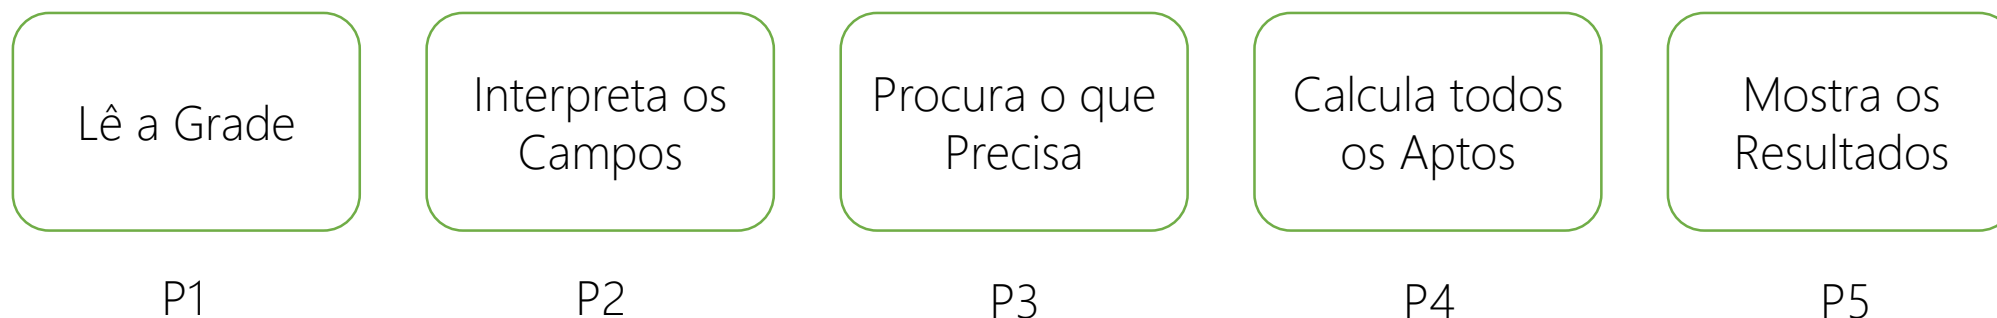 Lê a Grade
Interpreta os
Campos
Procura o que
Precisa
Calcula todos
os Aptos
Mostra os
Resultados
P1
P2
P3
P4
P5